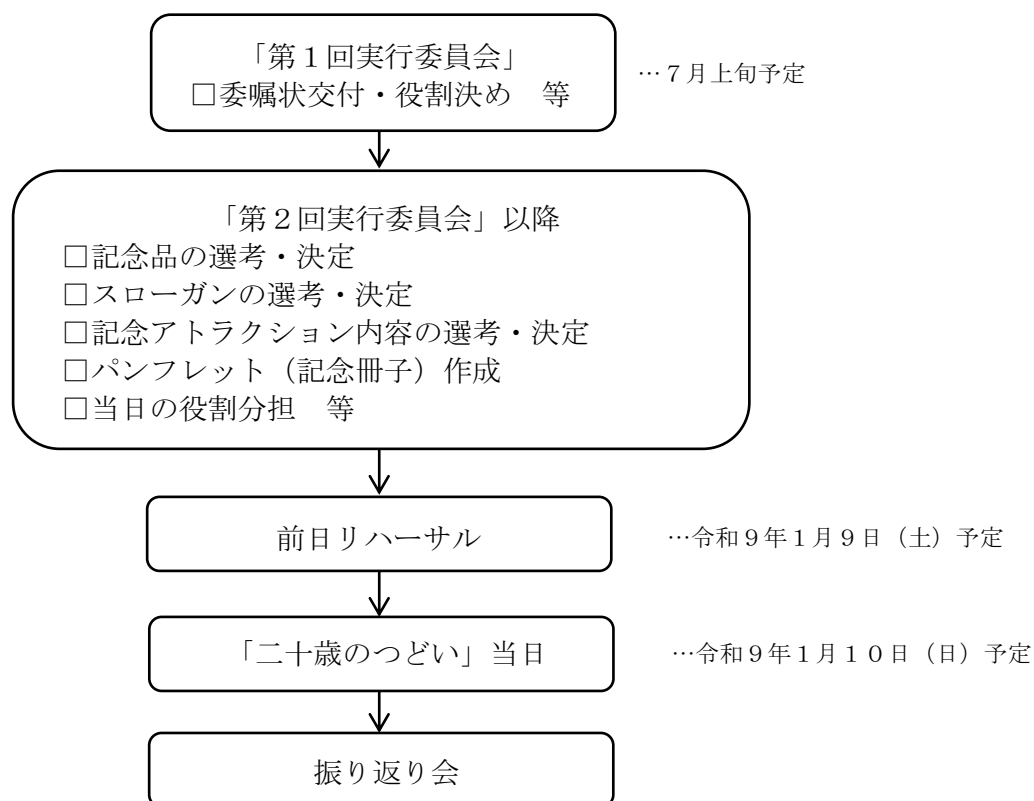 「第１回実行委員会」
□委嘱状交付・役割決め　等
…７月上旬予定
「第２回実行委員会」以降
□記念品の選考・決定
□スローガンの選考・決定
□記念アトラクション内容の選考・決定
□パンフレット（記念冊子）作成
□当日の役割分担　等
前日リハーサル
…令和９年１月９日（土）予定
「二十歳のつどい」当日
…令和９年１月１０日（日）予定
振り返り会